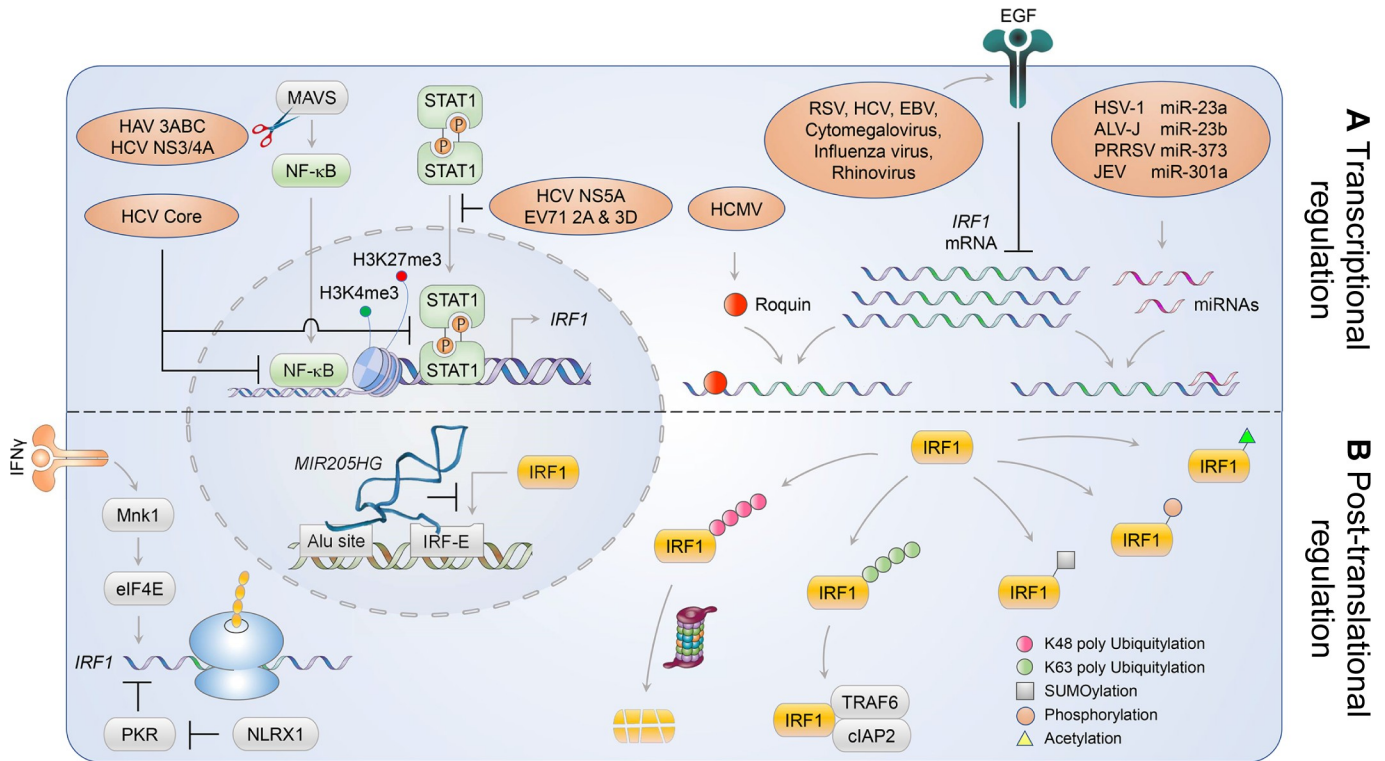 EGF
MAVS
HAV 3ABC
HCV NS3/4A
NF-κB
HCV Core
STAT1
P
P
STAT1
HCV NS5A
EV71 2A & 3D
HCMV
RSV, HCV, EBV,
Cytomegalovirus,
Influenza virus,
Rhinovirus
HSV-1 miR-23a
ALV-J miR-23b
PRRSV miR-373
JEV miR-301a
IRF1
mRNA
H3K27me3
H3K4me3
STAT1
P
P
STAT1
IRF1
NF-κB
Roquin
miRNAs
A Transcriptional
regulation
IFNγ
Mnk1
eIF4E
IRF1
PKR
NLRX1
MIR205HG
IRF1
Alu site
IRF-E
IRF1
IRF1
IRF1
IRF1
IRF1
IRF1
IRF1
TRAF6
cIAP2
K48 poly Ubiquitylation
K63 poly Ubiquitylation
SUMOylation
Phosphorylation
Acetylation
B Post-translational
regulation